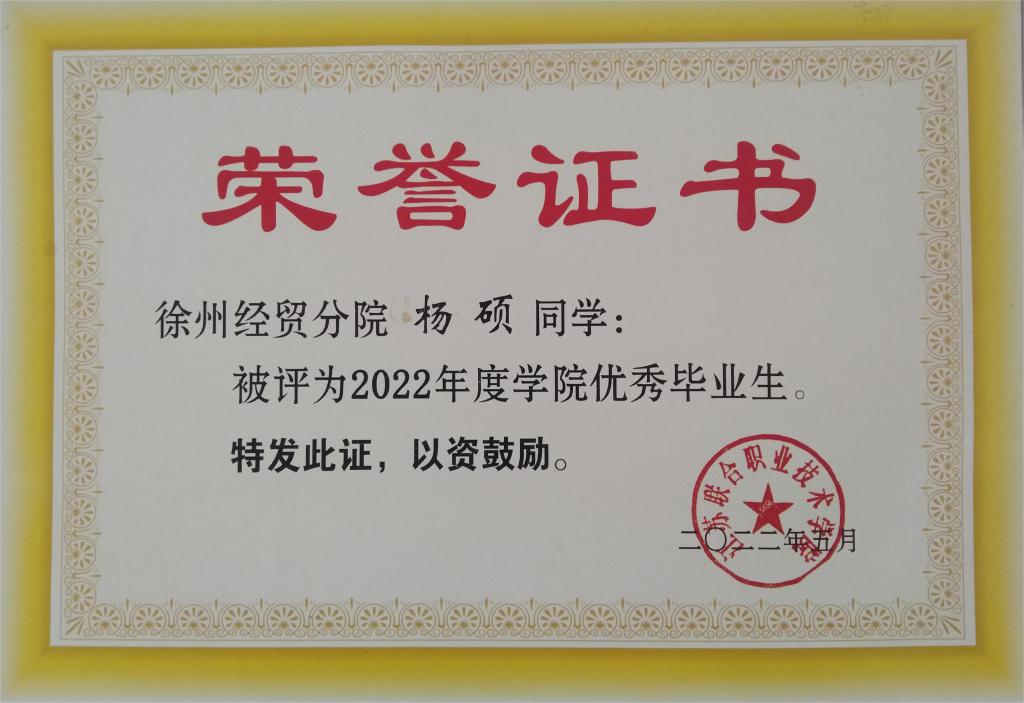 荣誉证书
徐州经贸分院 杨 硕 同学：
被评为2022年度学院优秀毕业生。
特发此证，以资鼓励。
江苏联合职业技术学院
二〇二二年五月